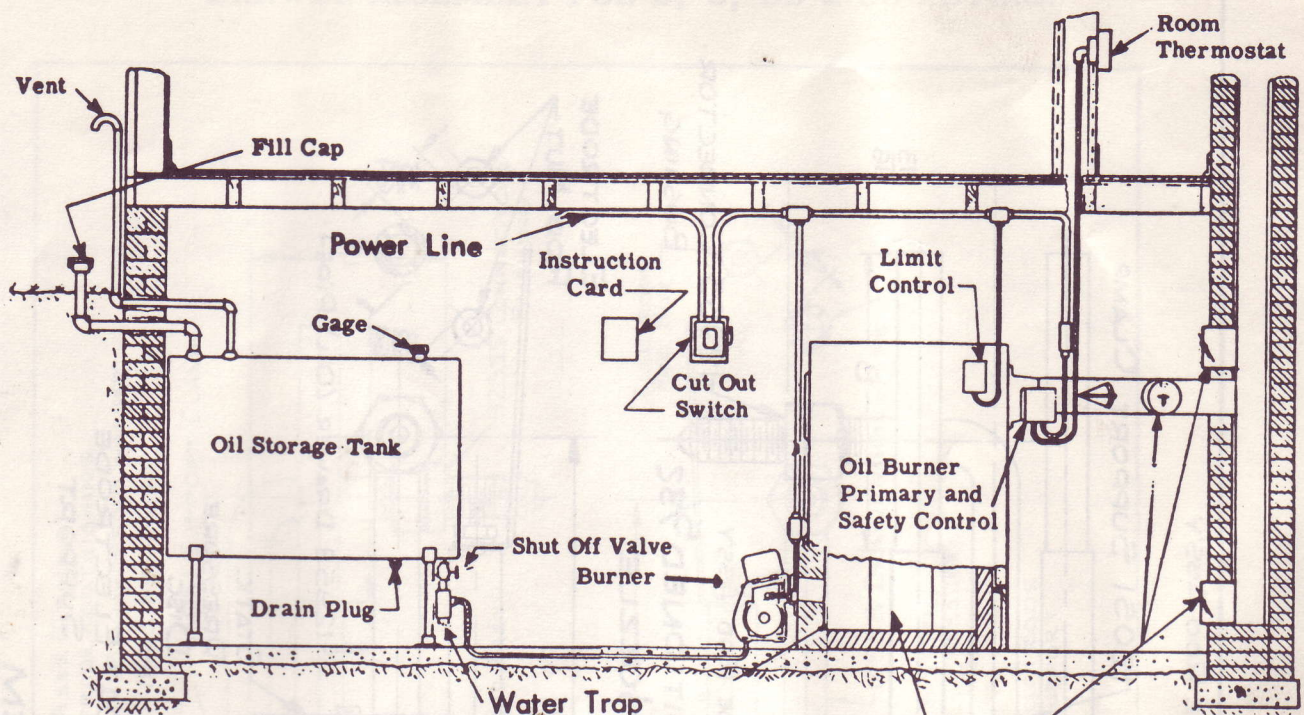 Room
Thermostat
Vent
Fill Cap
Power Line
Instruction
Card
Limit
Control
Gage
Cut Out
Switch
Oil Storage Tank
Oil Burner
Primary and
Safety Control
Shut Off Valve
Burner
Drain Plug
Water Trap